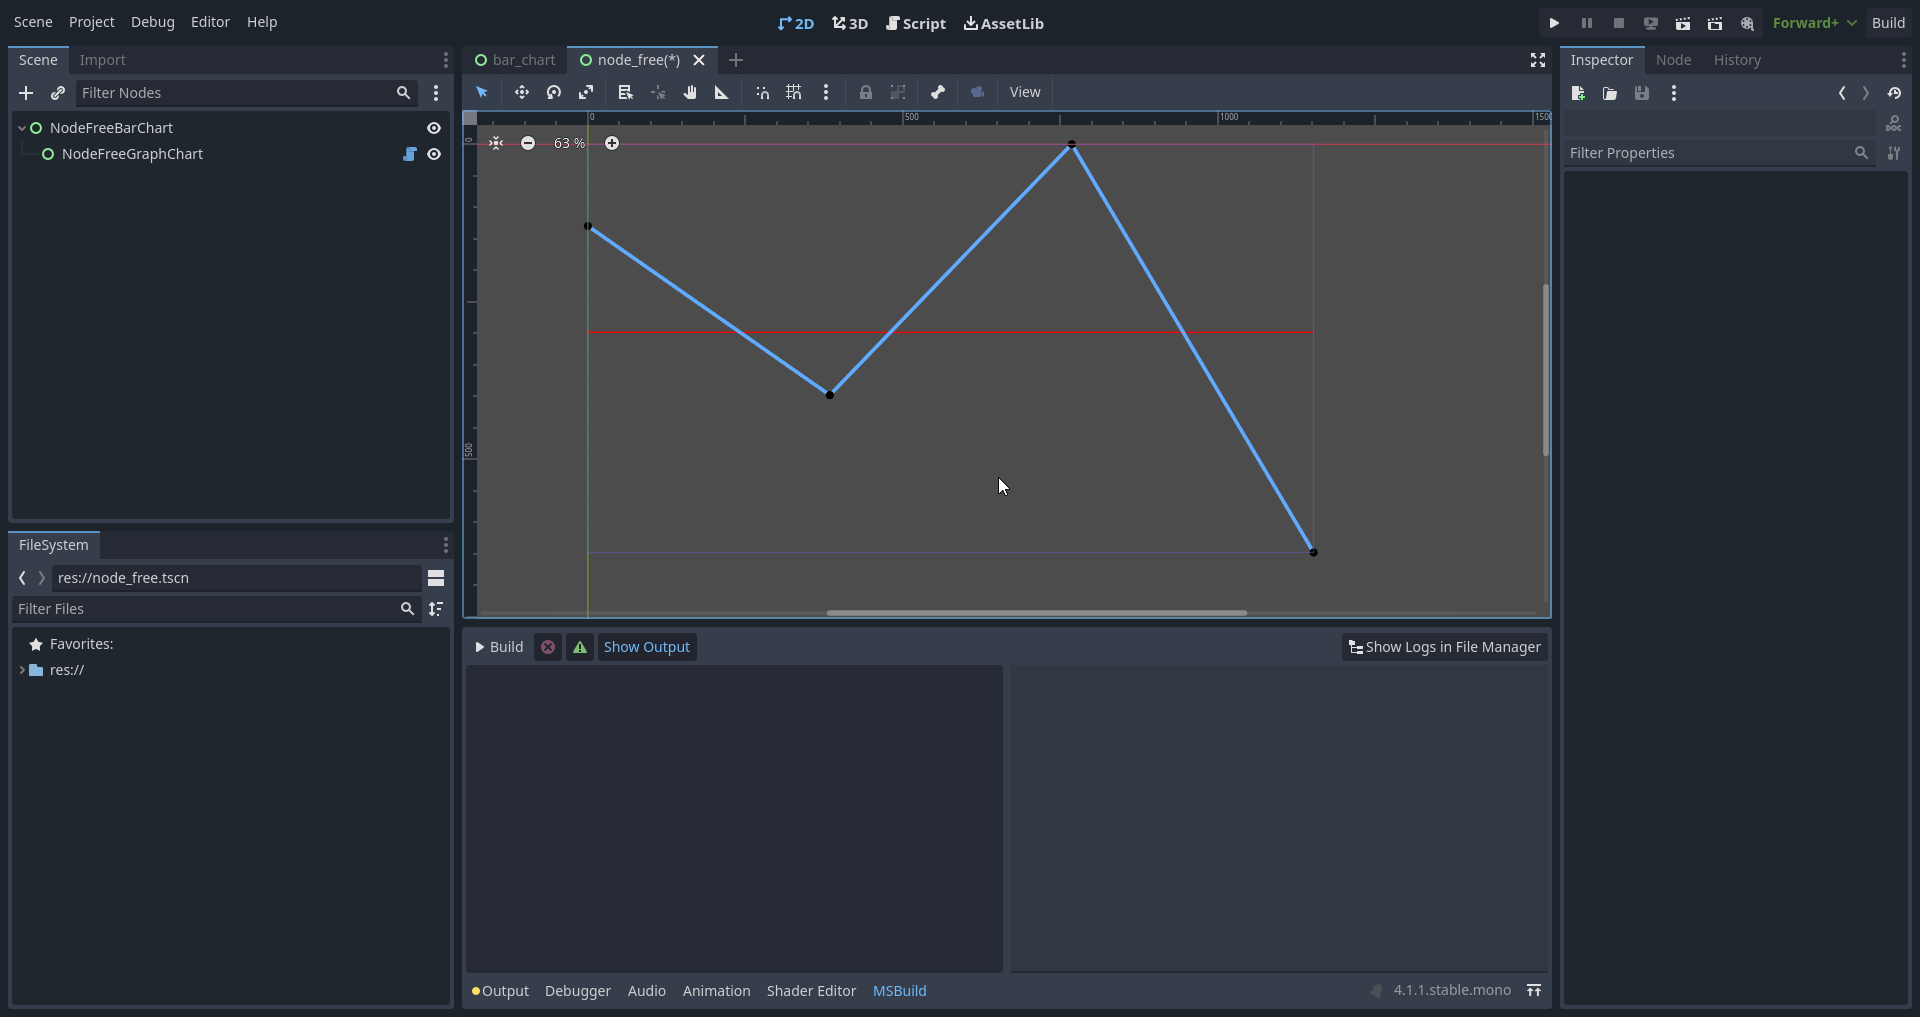 Scene Project Debug Editor Help
2D 3D Script AssetLib
Forward+ Build
Scene Import
Filter Nodes
NodeFreeBarChart
NodeFreeGraphChart
FileSystem
res://node_free.tscn
Filter Files
Favorites:
res://
bar_chart node_free(*)
View
0 500 1000 1500
0
500
63 %
Build Show Output Show Logs in File Manager
Output Debugger Audio Animation Shader Editor MSBuild 4.1.1.stable.mono
Inspector Node History
DOC
Filter Properties